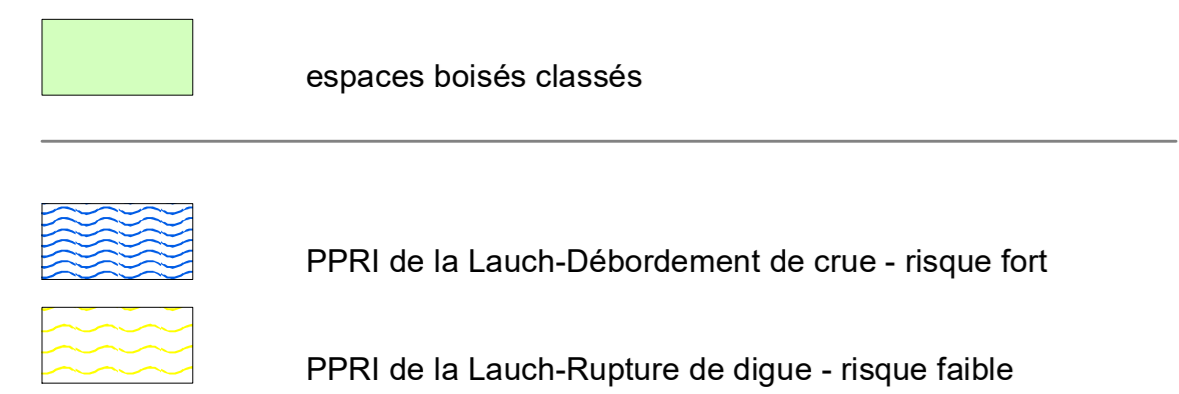 espaces boisés classés
PPRI de la Lauch-Débordement de crue - risque fort
PPRI de la Lauch-Rupture de digue - risque faible